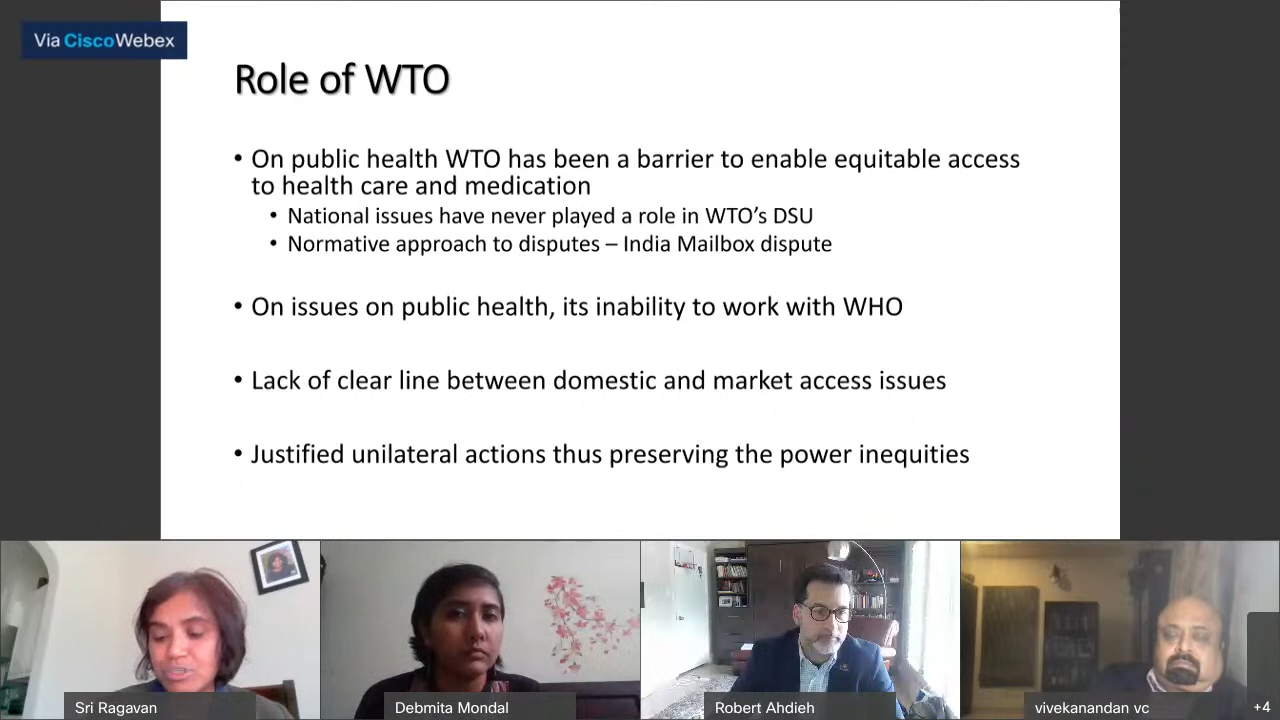 Via CiscoWebex
Role of WTO
• On public health WTO has been a barrier to enable equitable access
to health care and medication
• National issues have never played a role in WTO’s DSU
• Normative approach to disputes – India Mailbox dispute
• On issues on public health, its inability to work with WHO
• Lack of clear line between domestic and market access issues
• Justified unilateral actions thus preserving the power inequities
Sri Ragavan
Debmita Mondal
Robert Ahdieh
vivekanandan vc
+4